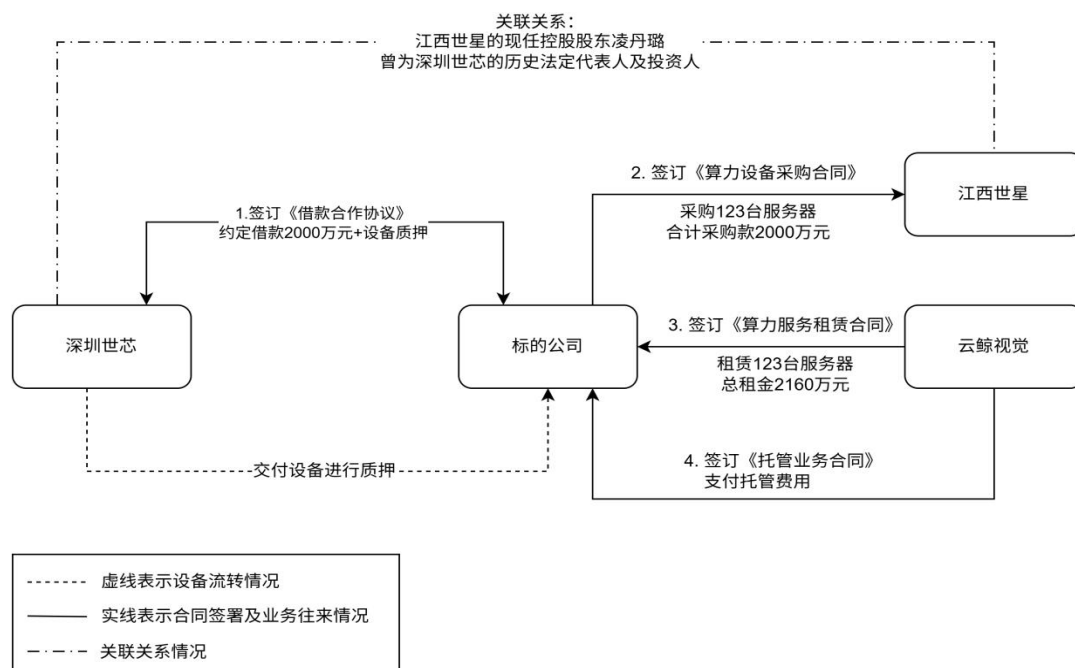 关联关系：
江西世星的现任控股股东凌丹璐
曾为深圳世芯的历史法定代表人及投资人
2. 签订《算力设备采购合同》
采购123台服务器
合计采购款2000万元
江西世星
1.签订《借款合作协议》
约定借款2000万元+设备质押
深圳世芯
标的公司
3. 签订《算力服务租赁合同》
租赁123台服务器
总租金2160万元
云鲸视觉
交付设备进行质押
4. 签订《托管业务合同》
支付托管费用
虚线表示设备流转情况
实线表示合同签署及业务往来情况
关联关系情况